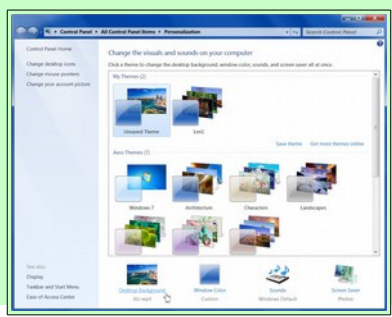 Control Panel ▸ All Control Panel Items ▸ Personalization
Search Control Panel
Control Panel Home
Change desktop icons
Change mouse pointers
Change your account picture
Change the visuals and sounds on your computer
Click a theme to change the desktop background, window color, sounds, and screen saver all at once.
My Themes (2)
Unsaved Theme
Save theme
Get more themes online
Aero Themes (7)
Windows 7
Architecture
Characters
Landscapes
See also
Display
Taskbar and Start Menu
Ease of Access Center
Desktop Background
Window Color
Custom
Sounds
Windows Default
Screen Saver
Photos